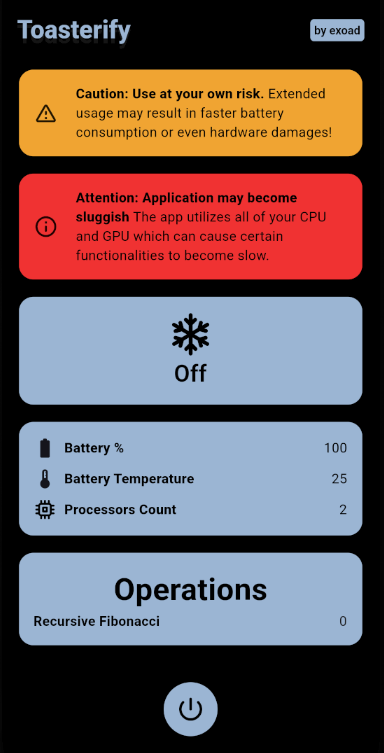 Toasterify
by exoad
Caution: Use at your own risk. Extended
usage may result in faster battery
consumption or even hardware damages!
Attention: Application may become
sluggish The app utilizes all of your CPU
and GPU which can cause certain
functionalities to become slow.
Off
Battery % 100
Battery Temperature 25
Processors Count 2
Operations
Recursive Fibonacci 0